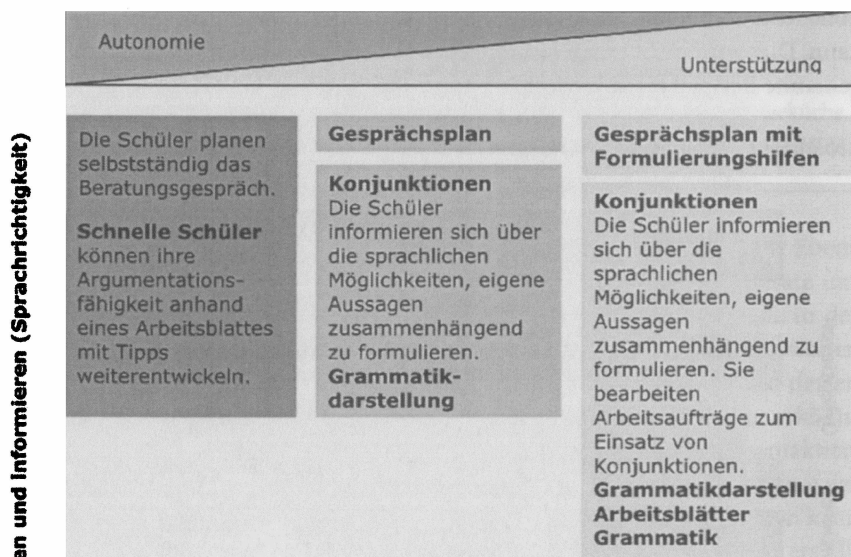 Autonomie
Unterstützung
en und Informieren (Sprachrichtigkeit)
Die Schüler planen
selbstständig das
Beratungsgespräch.
Schnelle Schüler
können ihre
Argumentations-
fähigkeit anhand
eines Arbeitsblattes
mit Tipps
weiterentwickeln.
Gesprächsplan
Konjunktionen
Die Schüler
informieren sich über
die sprachlichen
Möglichkeiten, eigene
Aussagen
zusammenhängend
zu formulieren.
Grammatik-
darstellung
Gesprächsplan mit
Formulierungshilfen
Konjunktionen
Die Schüler informieren
sich über die
sprachlichen
Möglichkeiten, eigene
Aussagen
zusammenhängend zu
formulieren. Sie
bearbeiten
Arbeitsaufträge zum
Einsatz von
Konjunktionen.
Grammatikdarstellung
Arbeitsblätter
Grammatik